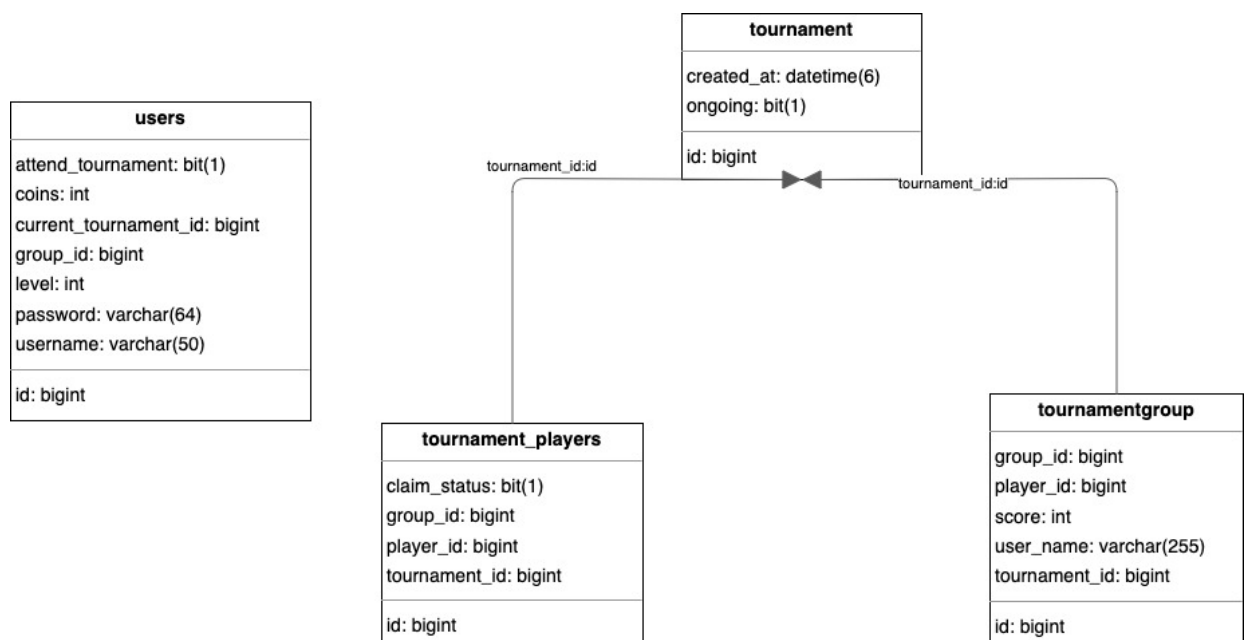 tournament
created_at: datetime(6)
ongoing: bit(1)
id: bigint
users
attend_tournament: bit(1)
coins: int
current_tournament_id: bigint
group_id: bigint
level: int
password: varchar(64)
username: varchar(50)
id: bigint
tournament_id:id
tournament_id:id
tournament_players
claim_status: bit(1)
group_id: bigint
player_id: bigint
tournament_id: bigint
id: bigint
tournamentgroup
group_id: bigint
player_id: bigint
score: int
user_name: varchar(255)
tournament_id: bigint
id: bigint